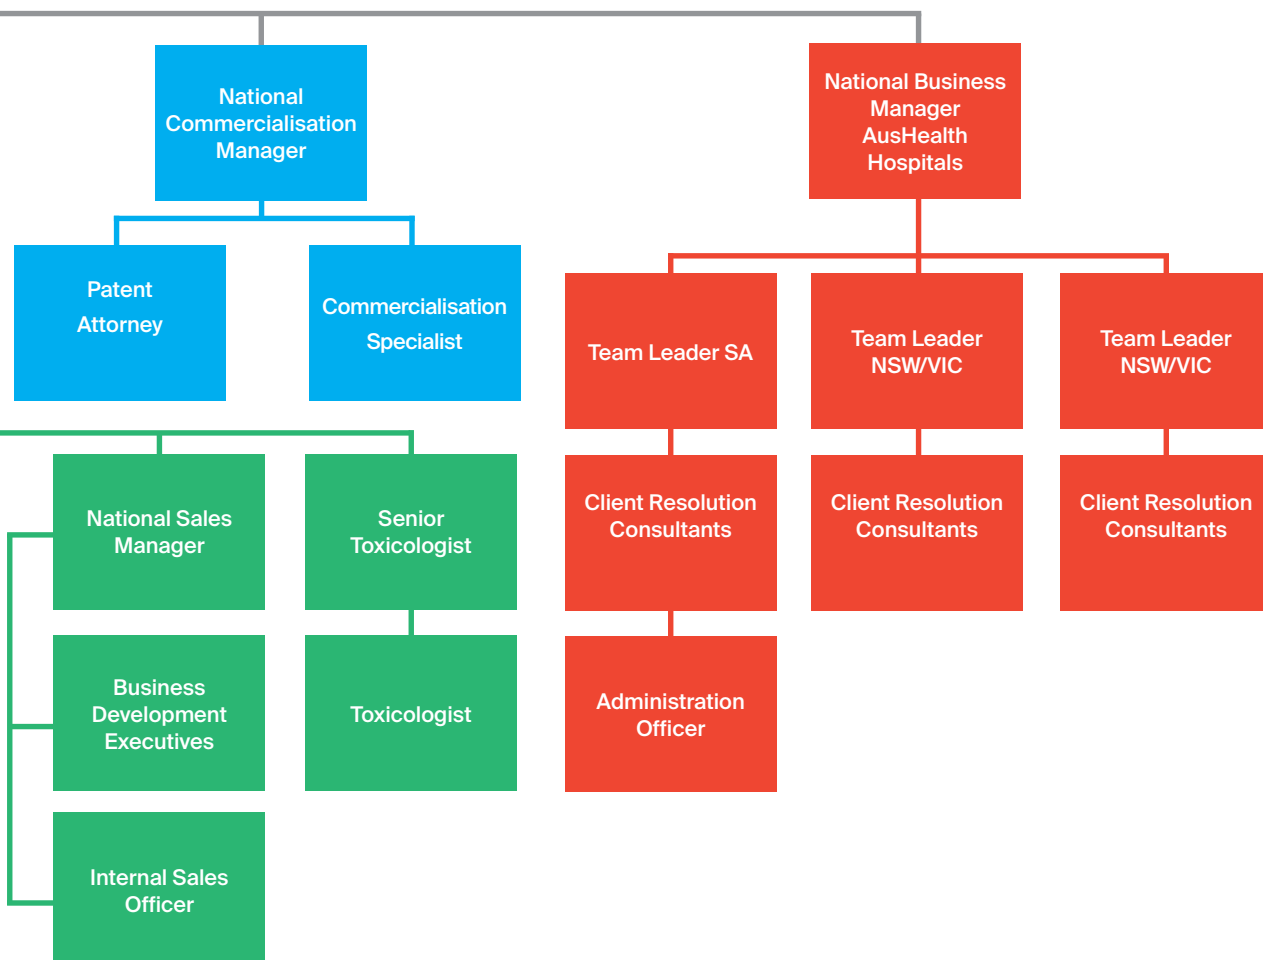 National
Commercialisation
Manager
National Business
Manager
AusHealth
Hospitals
Patent
Attorney
Commercialisation
Specialist
Team Leader SA
Team Leader
NSW/VIC
Team Leader
NSW/VIC
National Sales
Manager
Senior
Toxicologist
Client Resolution
Consultants
Client Resolution
Consultants
Client Resolution
Consultants
Business
Development
Executives
Toxicologist
Administration
Officer
Internal Sales
Officer